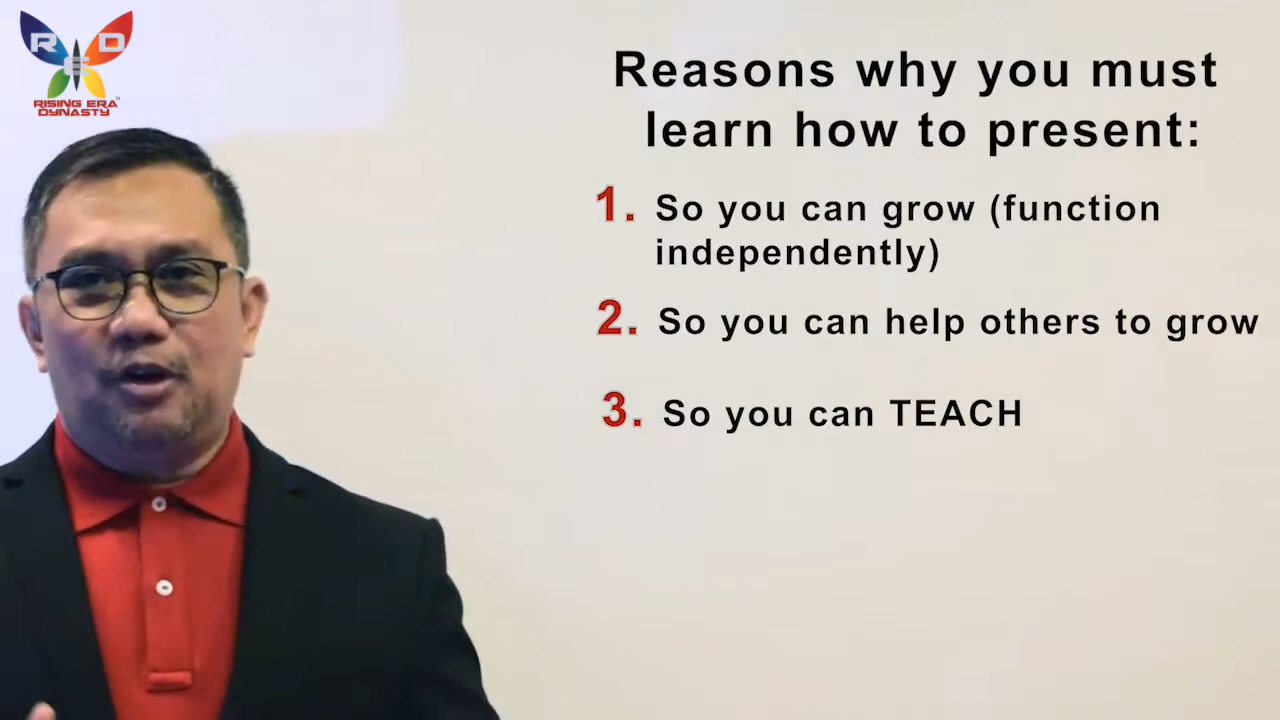 R D
RISING ERA
DYNASTY
Reasons why you must
learn how to present:
1. So you can grow (function
independently)
2. So you can help others to grow
3. So you can TEACH